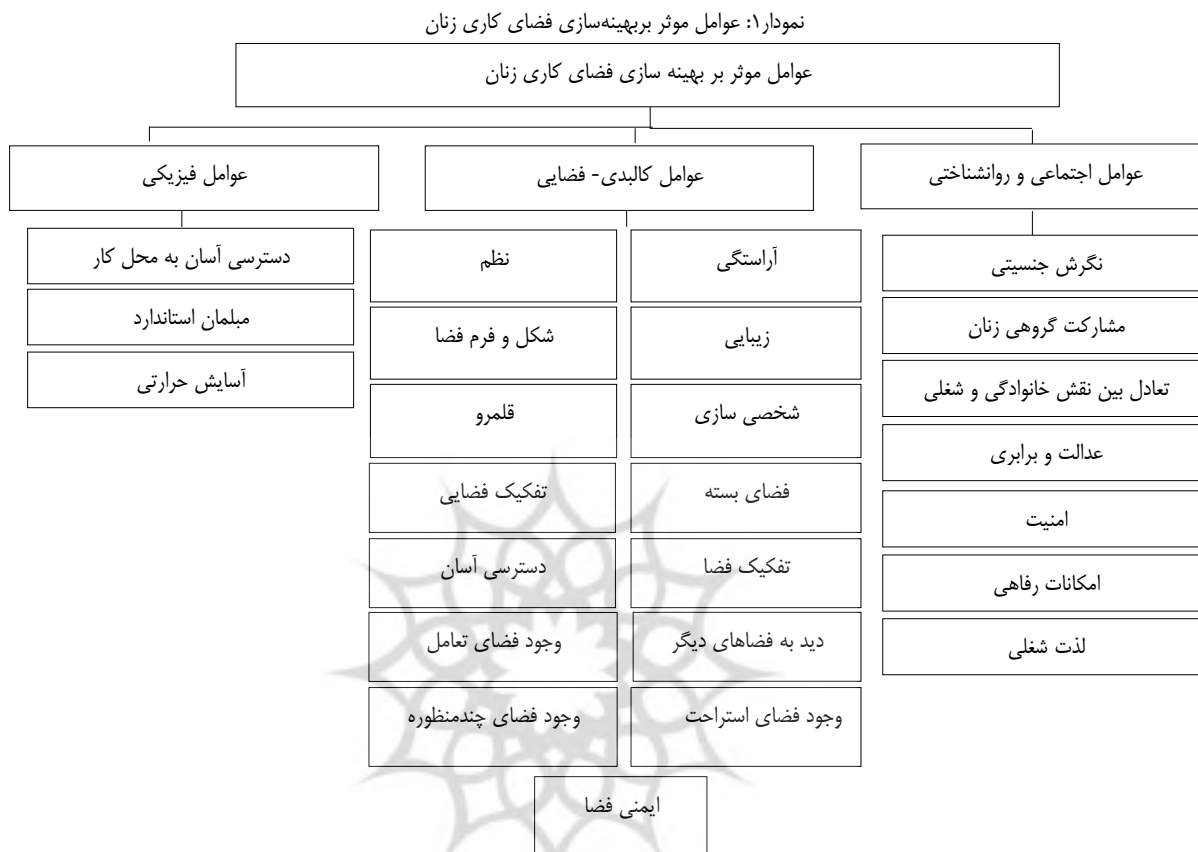 نمودار۱: عوامل موثر بربهینه‌سازی فضای کاری زنان
عوامل موثر بر بهینه سازی فضای کاری زنان
عوامل اجتماعی و روانشناختی
نگرش جنسیتی
مشارکت گروهی زنان
تعادل بین نقش خانوادگی و شغلی
عدالت و برابری
امنیت
امکانات رفاهی
لذت شغلی
عوامل کالبدی- فضایی
آراستگی
نظم
زیبایی
شکل و فرم فضا
شخصی سازی
قلمرو
فضای بسته
تفکیک فضایی
تفکیک فضا
دسترسی آسان
دید به فضاهای دیگر
وجود فضای تعامل
وجود فضای استراحت
وجود فضای چندمنظوره
ایمنی فضا
عوامل فیزیکی
دسترسی آسان به محل کار
مبلمان استاندارد
آسایش حرارتی